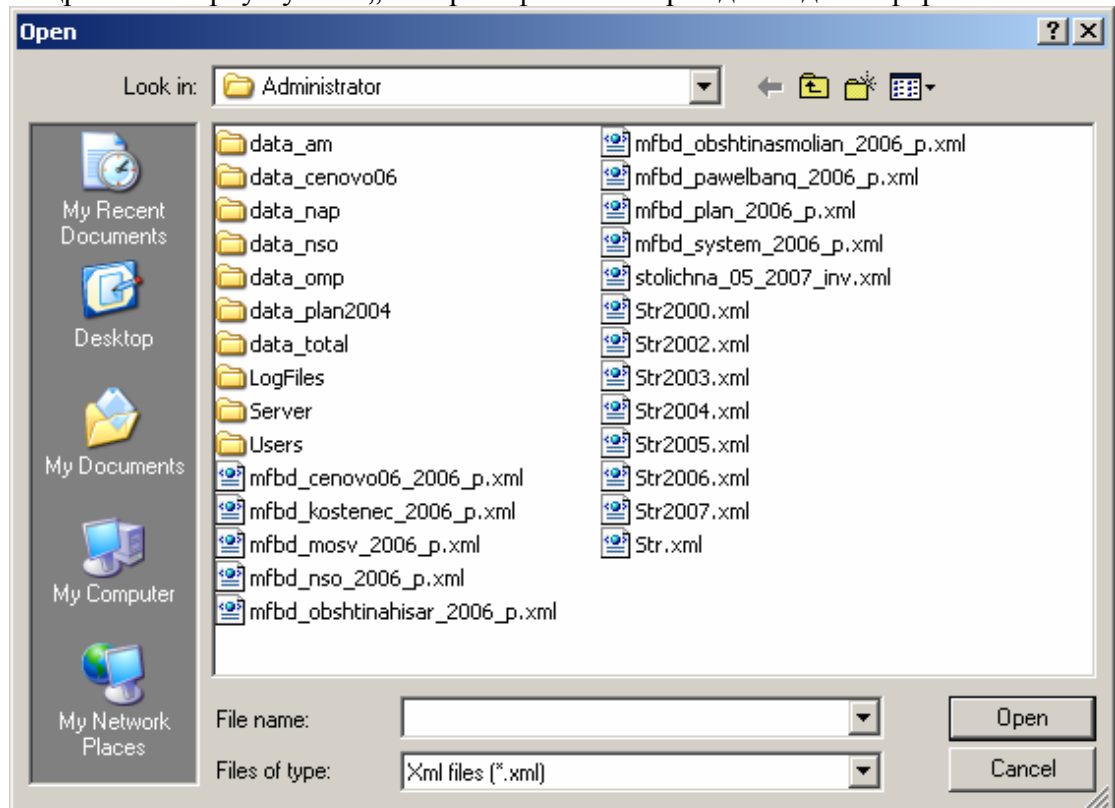 Open
Look in:
Administrator
My Recent
Documents
Desktop
My Documents
My Computer
My Network
Places
data_am
data_cenovo06
data_nap
data_nso
data_omp
data_plan2004
data_total
LogFiles
Server
Users
mfbd_cenovo06_2006_p.xml
mfbd_kostenec_2006_p.xml
mfbd_mosv_2006_p.xml
mfbd_nso_2006_p.xml
mfbd_obshtinahisar_2006_p.xml
mfbd_obshtinasmolian_2006_p.xml
mfbd_pawelbanq_2006_p.xml
mfbd_plan_2006_p.xml
mfbd_system_2006_p.xml
stolichna_05_2007_inv.xml
Str2000.xml
Str2002.xml
Str2003.xml
Str2004.xml
Str2005.xml
Str2006.xml
Str2007.xml
Str.xml
File name:
Open
Files of type:
Xml files (*.xml)
Cancel